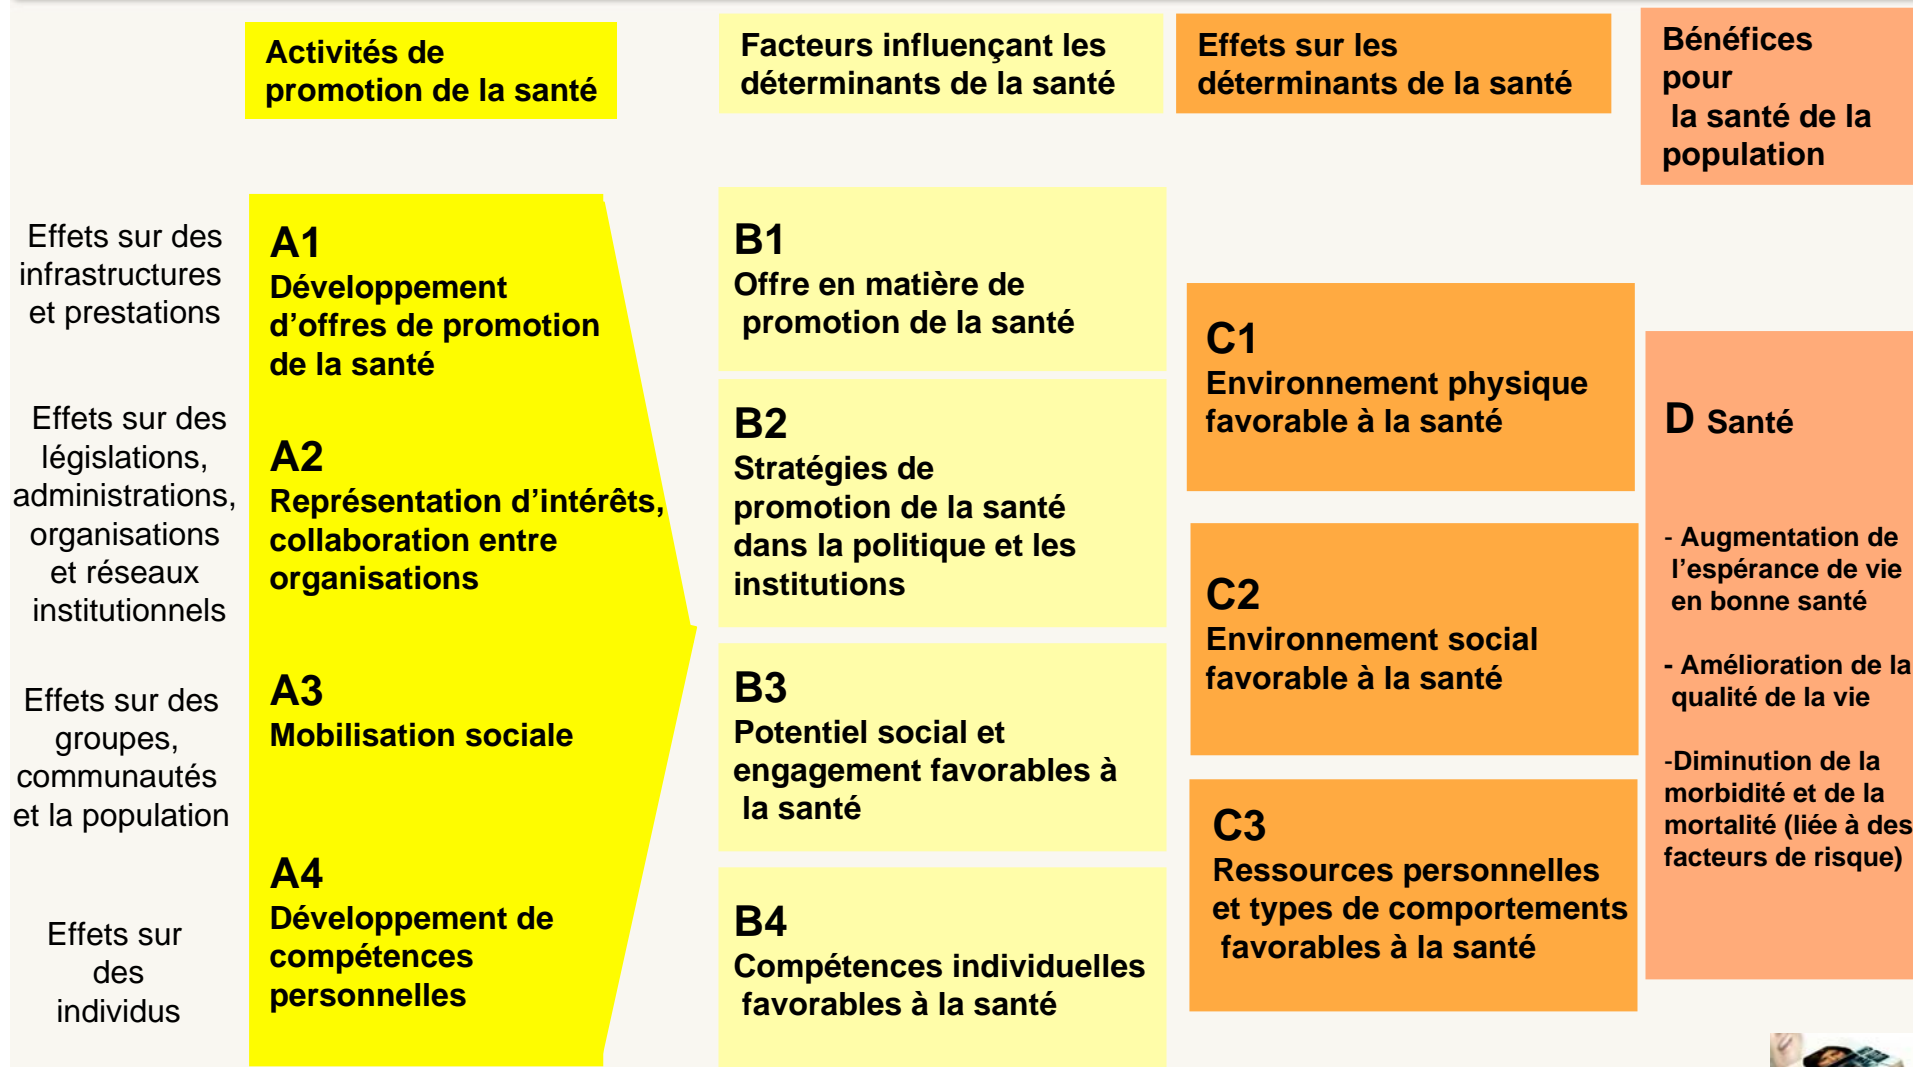 Activités de
promotion de la santé
Facteurs influençant les
déterminants de la santé
Effets sur les
déterminants de la santé
Bénéfices
pour
la santé de la
population
Effets sur des
infrastructures
et prestations
Effets sur des
législations,
administrations,
organisations
et réseaux
institutionnels
Effets sur des
groupes,
communautés
et la population
Effets sur
des
individus
A1
Développement
d’offres de promotion
de la santé
A2
Représentation d’intérêts,
collaboration entre
organisations
A3
Mobilisation sociale
A4
Développement de
compétences
personnelles
B1
Offre en matière de
promotion de la santé
B2
Stratégies de
promotion de la santé
dans la politique et les
institutions
B3
Potentiel social et
engagement favorables à
la santé
B4
Compétences individuelles
favorables à la santé
C1
Environnement physique
favorable à la santé
C2
Environnement social
favorable à la santé
C3
Ressources personnelles
et types de comportements
favorables à la santé
D Santé
- Augmentation de
l’espérance de vie
en bonne santé
- Amélioration de la
qualité de la vie
-Diminution de la
morbidité et de la
mortalité (liée à des
facteurs de risque)